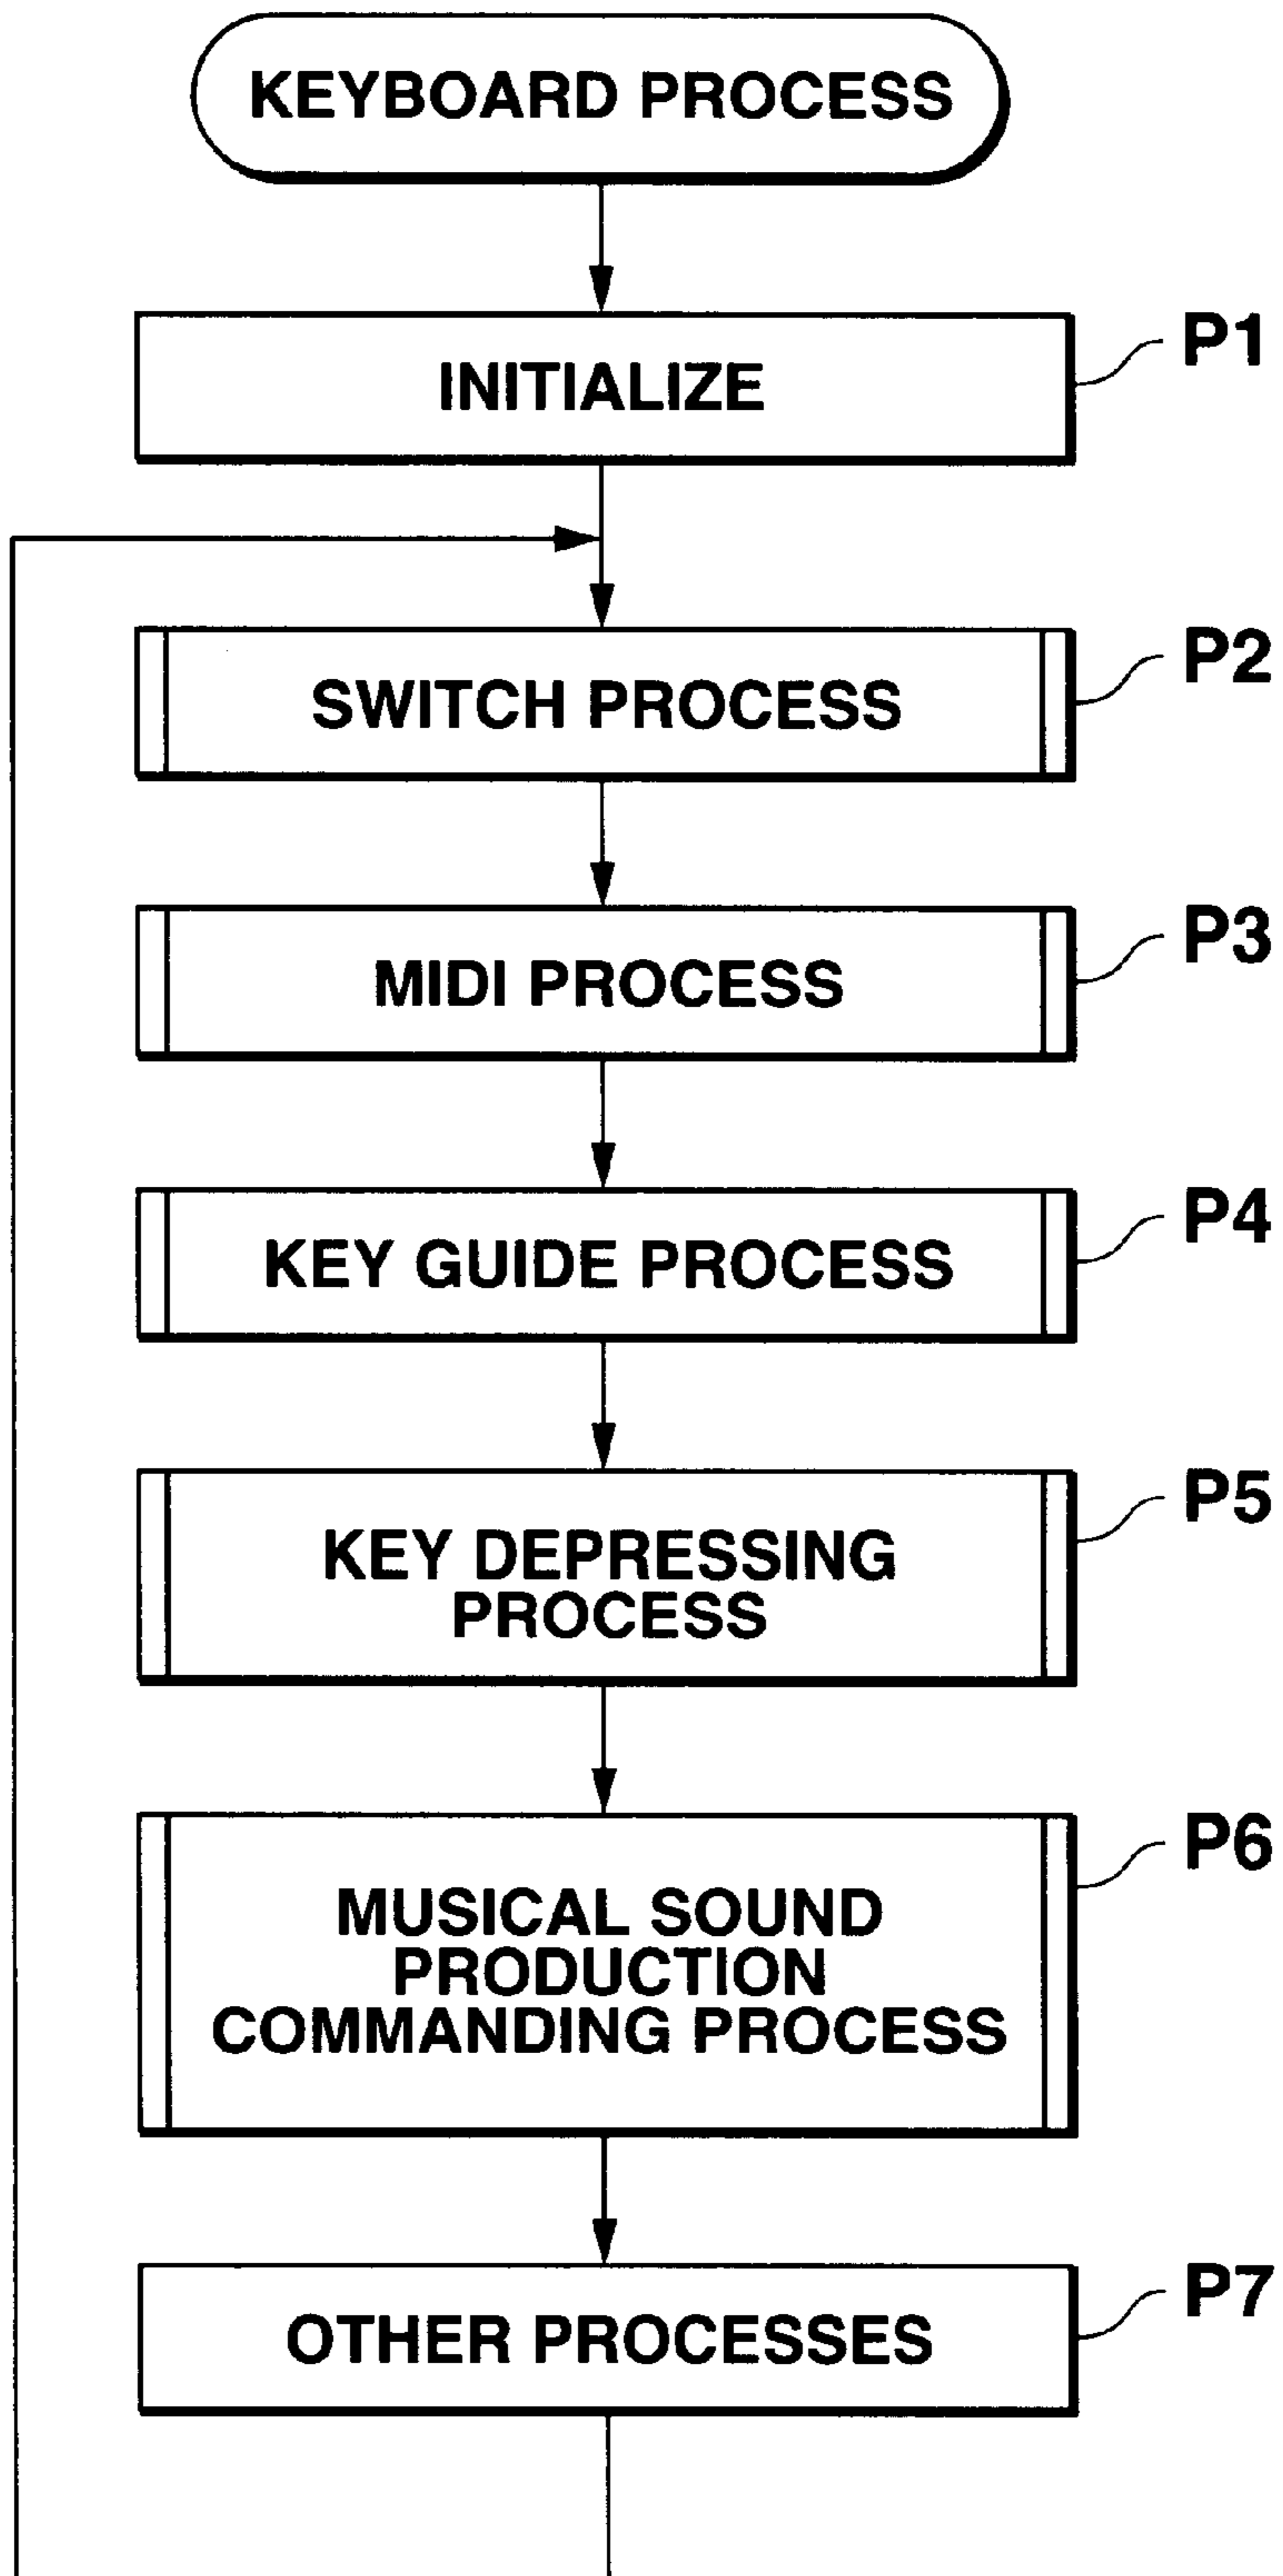 KEYBOARD PROCESS
INITIALIZE
P1
SWITCH PROCESS
P2
MIDI PROCESS
P3
KEY GUIDE PROCESS
P4
KEY DEPRESSING
PROCESS
P5
MUSICAL SOUND
PRODUCTION
COMMANDING PROCESS
P6
OTHER PROCESSES
P7